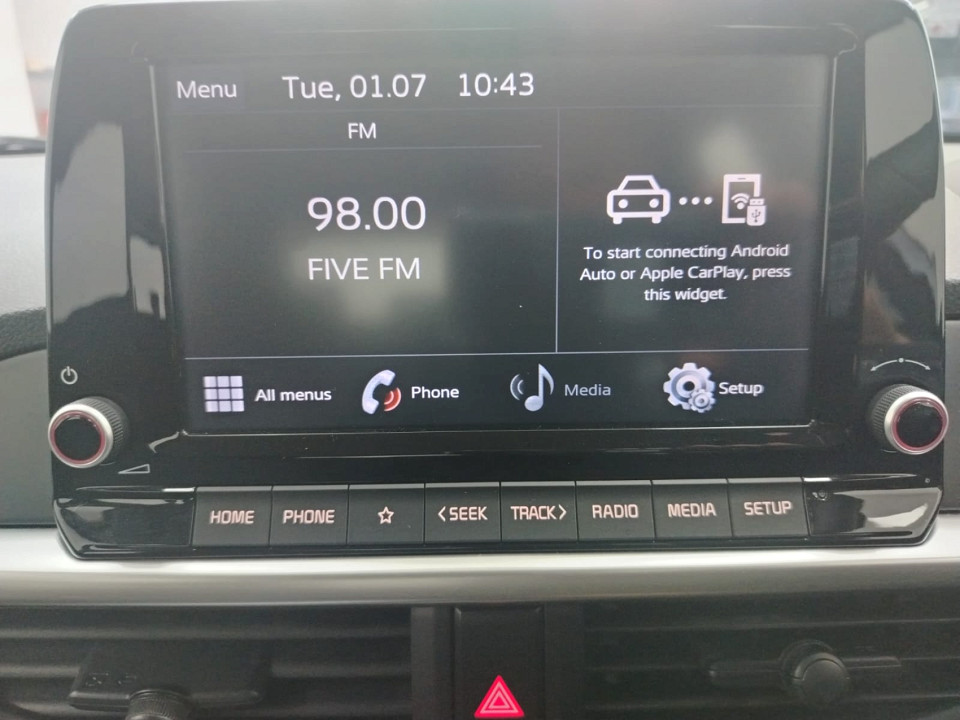 Menu Tue, 01.07 10:43
FM
98.00
FIVE FM
To start connecting Android
Auto or Apple CarPlay, press
this widget.
All menus Phone Media Setup
HOME PHONE <SEEK TRACK> RADIO MEDIA SETUP